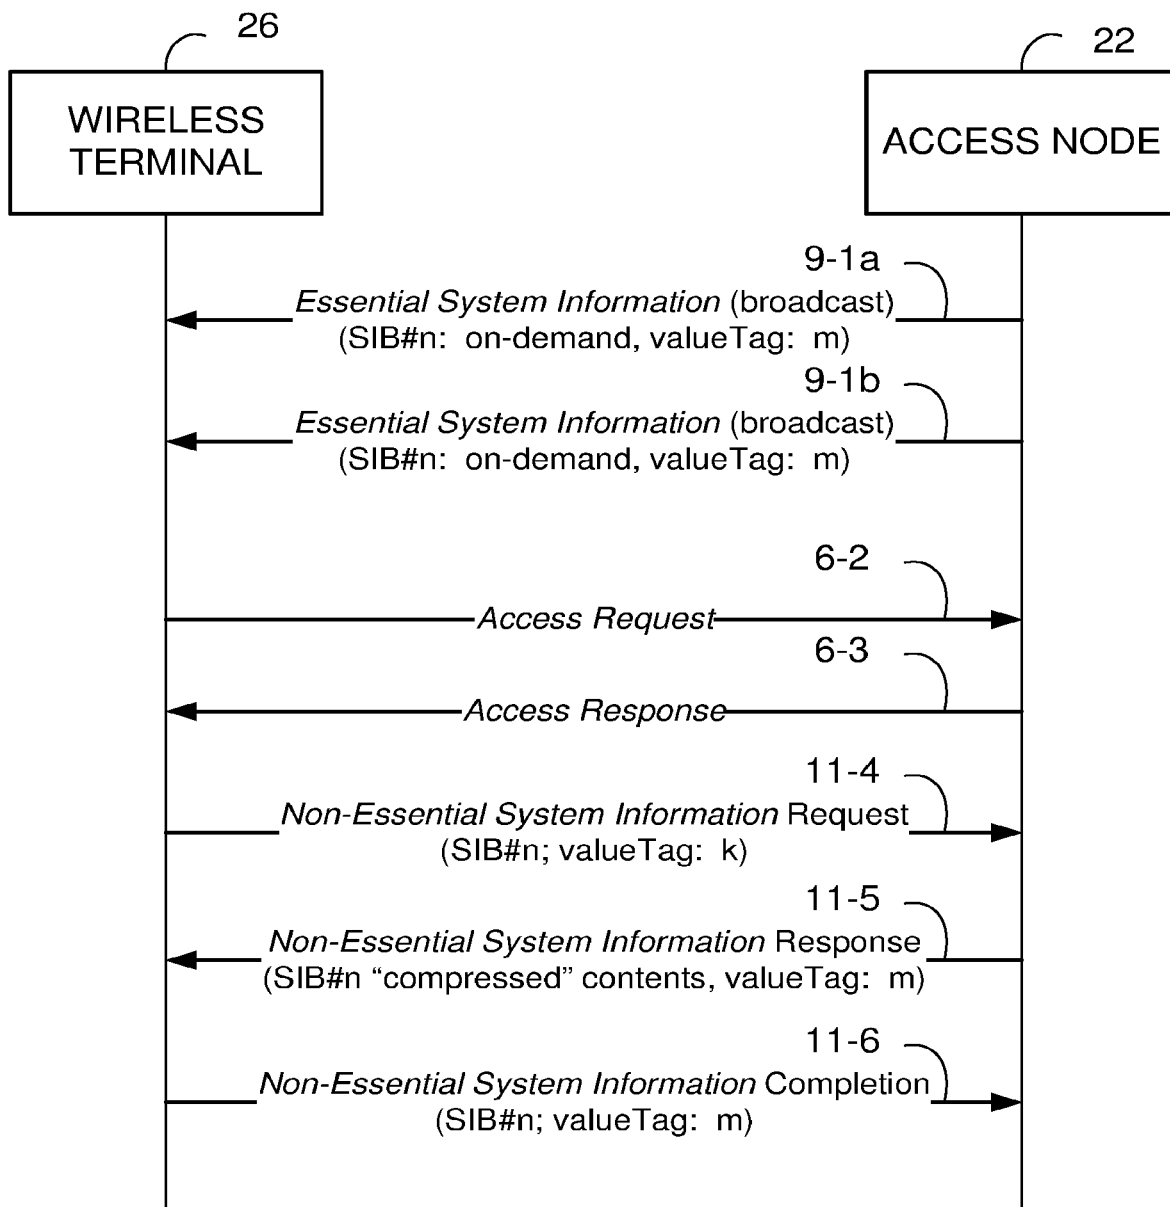 26
22
WIRELESS
TERMINAL
ACCESS NODE
9-1a
Essential System Information (broadcast)
(SIB#n: on-demand, valueTag: m)
9-1b
Essential System Information (broadcast)
(SIB#n: on-demand, valueTag: m)
6-2
Access Request
6-3
Access Response
11-4
Non-Essential System Information Request
(SIB#n; valueTag: k)
11-5
Non-Essential System Information Response
(SIB#n “compressed” contents, valueTag: m)
11-6
Non-Essential System Information Completion
(SIB#n; valueTag: m)